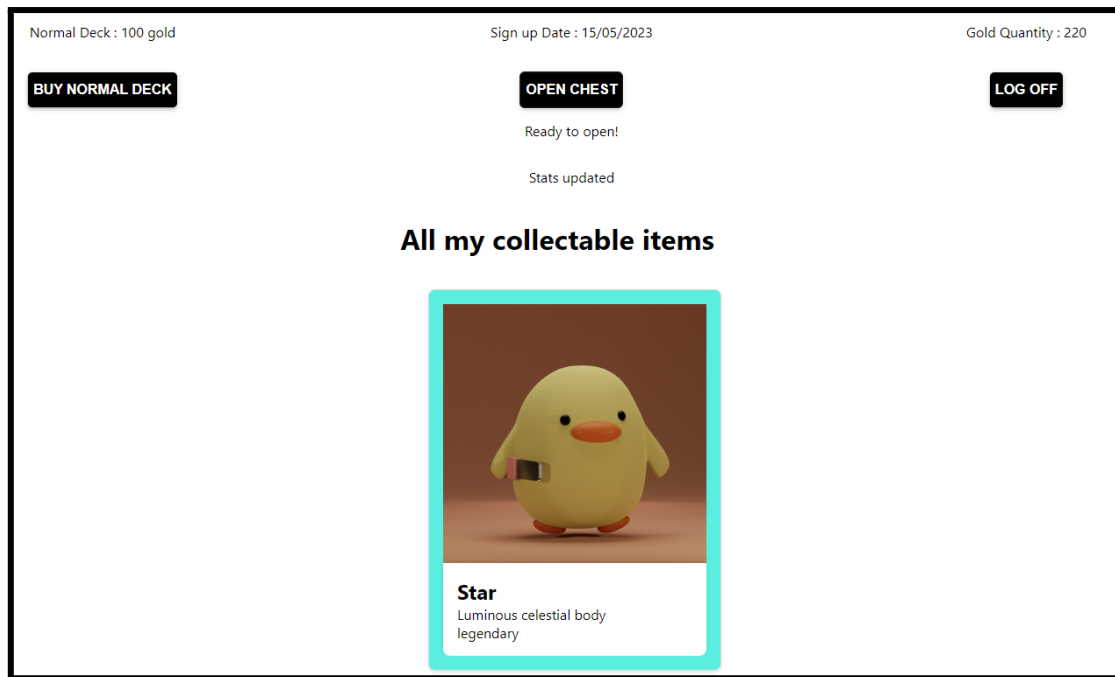 Normal Deck : 100 gold
Sign up Date : 15/05/2023
Gold Quantity : 220
BUY NORMAL DECK
OPEN CHEST
LOG OFF
Ready to open!
Stats updated
All my collectable items
Star
Luminous celestial body
legendary